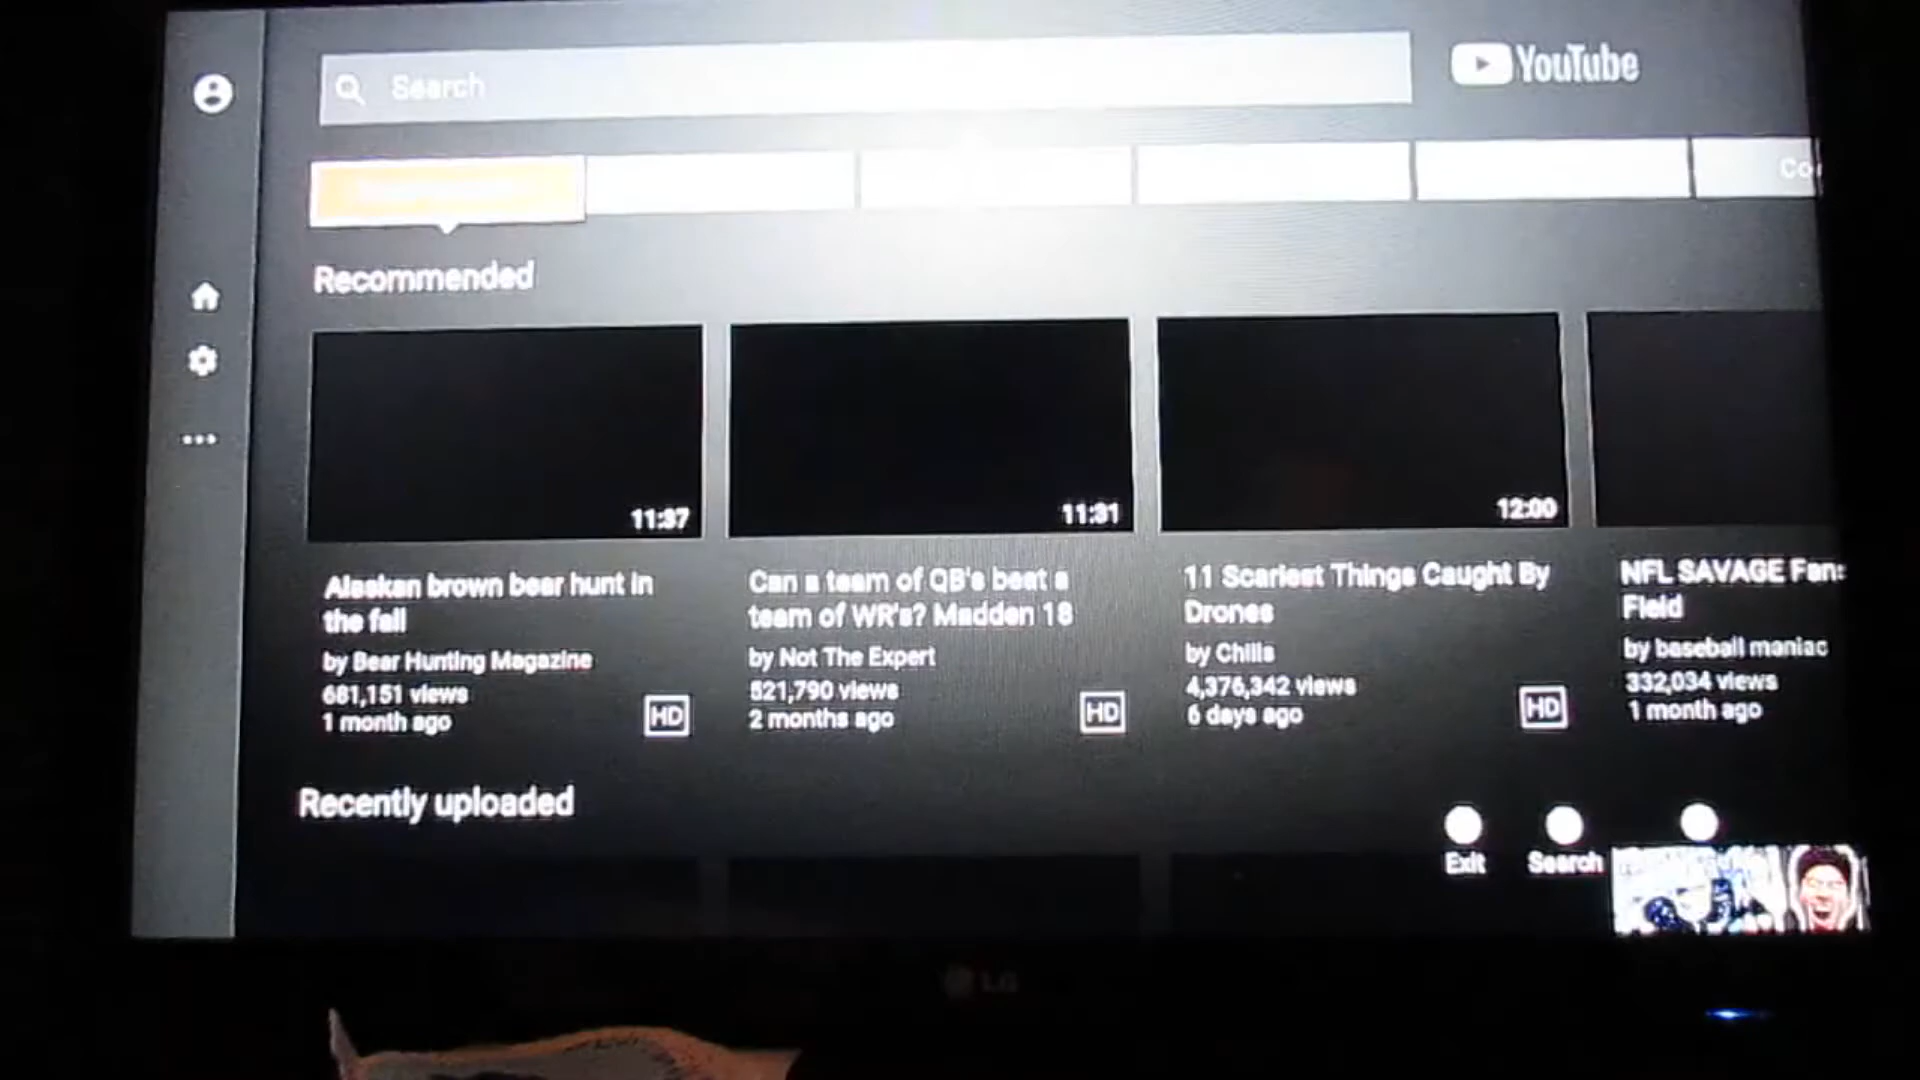 Search
YouTube
Recommended
11:37
11:31
12:00
Alaskan brown bear hunt in
the fall
by Bear Hunting Magazine
681,151 views
1 month ago
HD
Can a team of QB's beat a
team of WR's? Madden 18
by Not The Expert
521,790 views
2 months ago
HD
11 Scariest Things Caught By
Drones
by Chills
4,376,342 views
6 days ago
HD
NFL SAVAGE Fans
Field
by baseball maniac
332,034 views
1 month ago
Recently uploaded
Exit
Search
LG